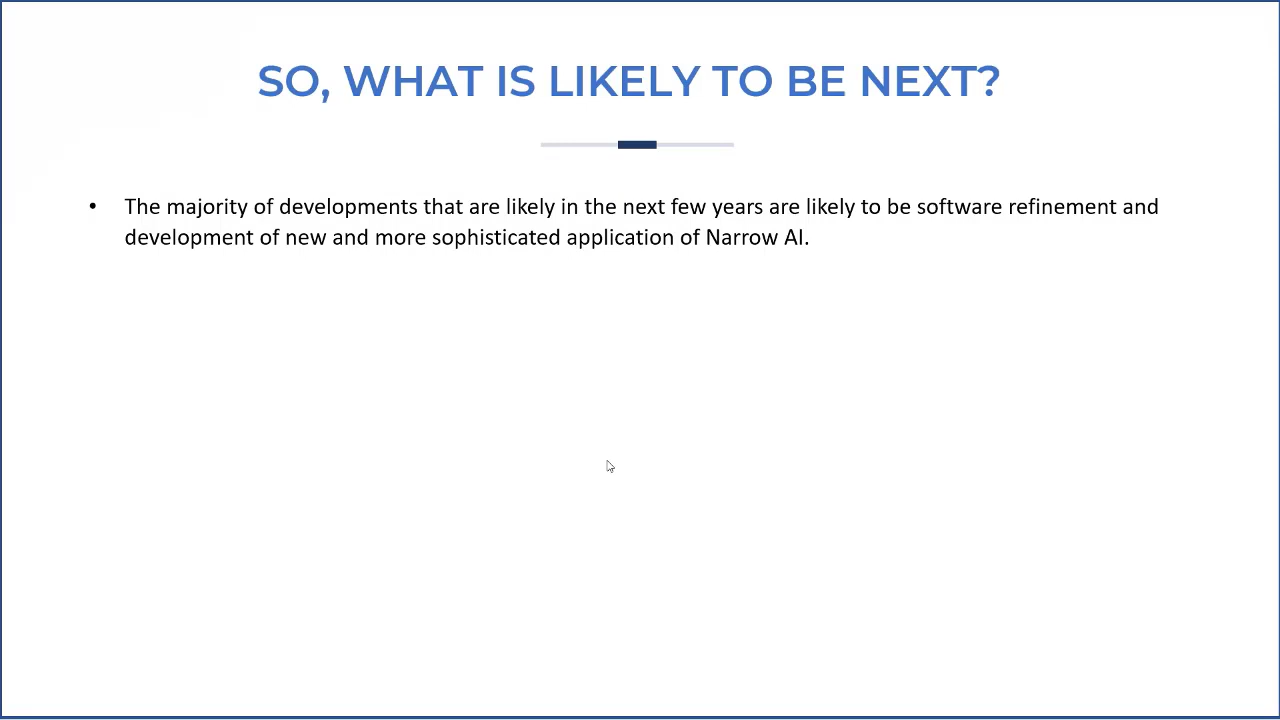 SO, WHAT IS LIKELY TO BE NEXT?
• The majority of developments that are likely in the next few years are likely to be software refinement and
development of new and more sophisticated application of Narrow AI.